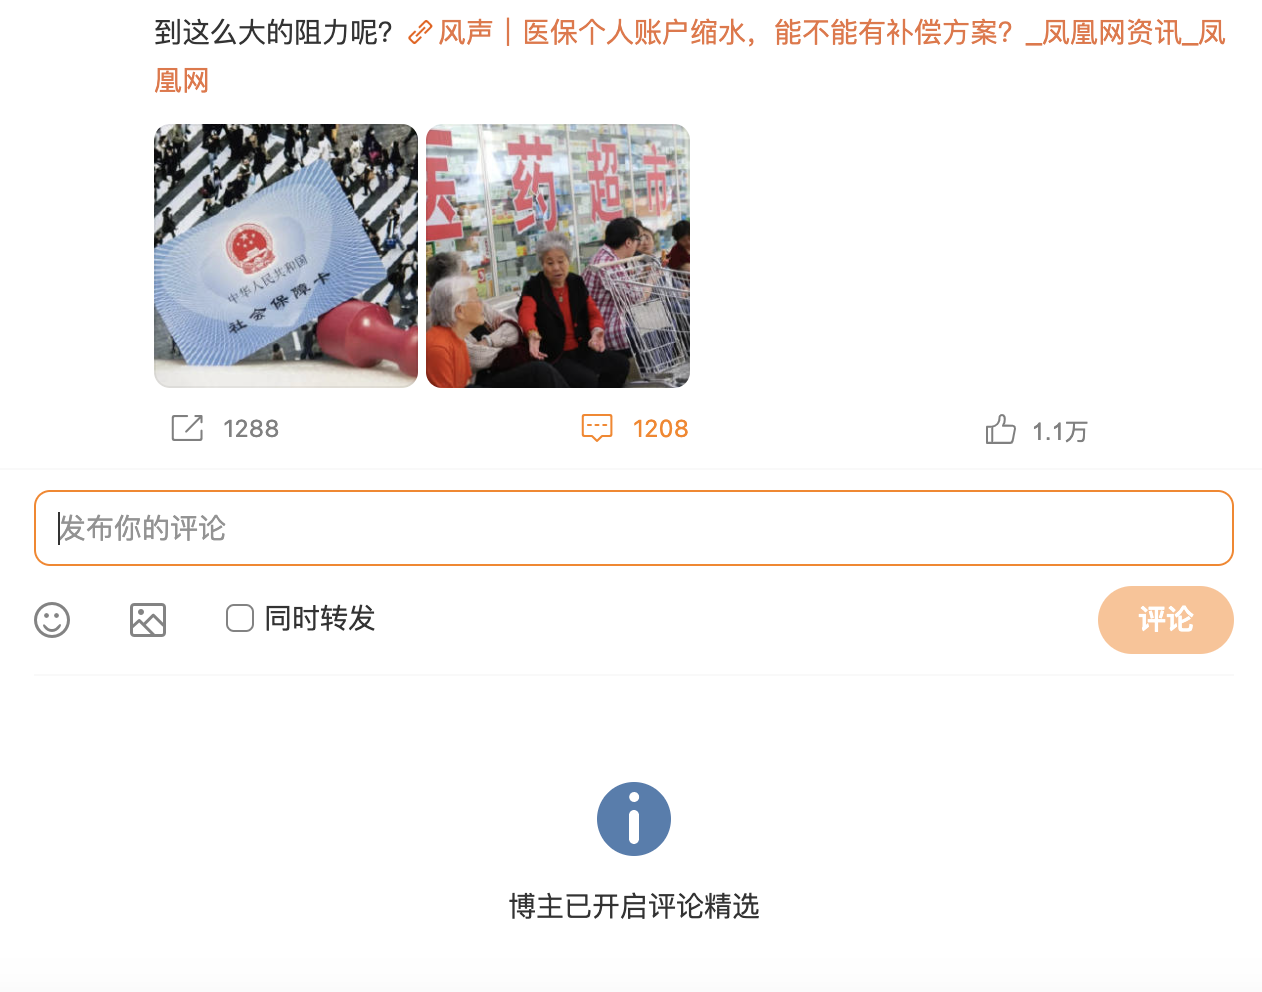 到这么大的阻力呢？风声｜医保个人账户缩水，能不能有补偿方案？_凤凰网资讯_凤
凰网
中华人民共和国
社会保障卡
医药超市
1288
1208
1.1万
发布你的评论
同时转发
评论
博主已开启评论精选